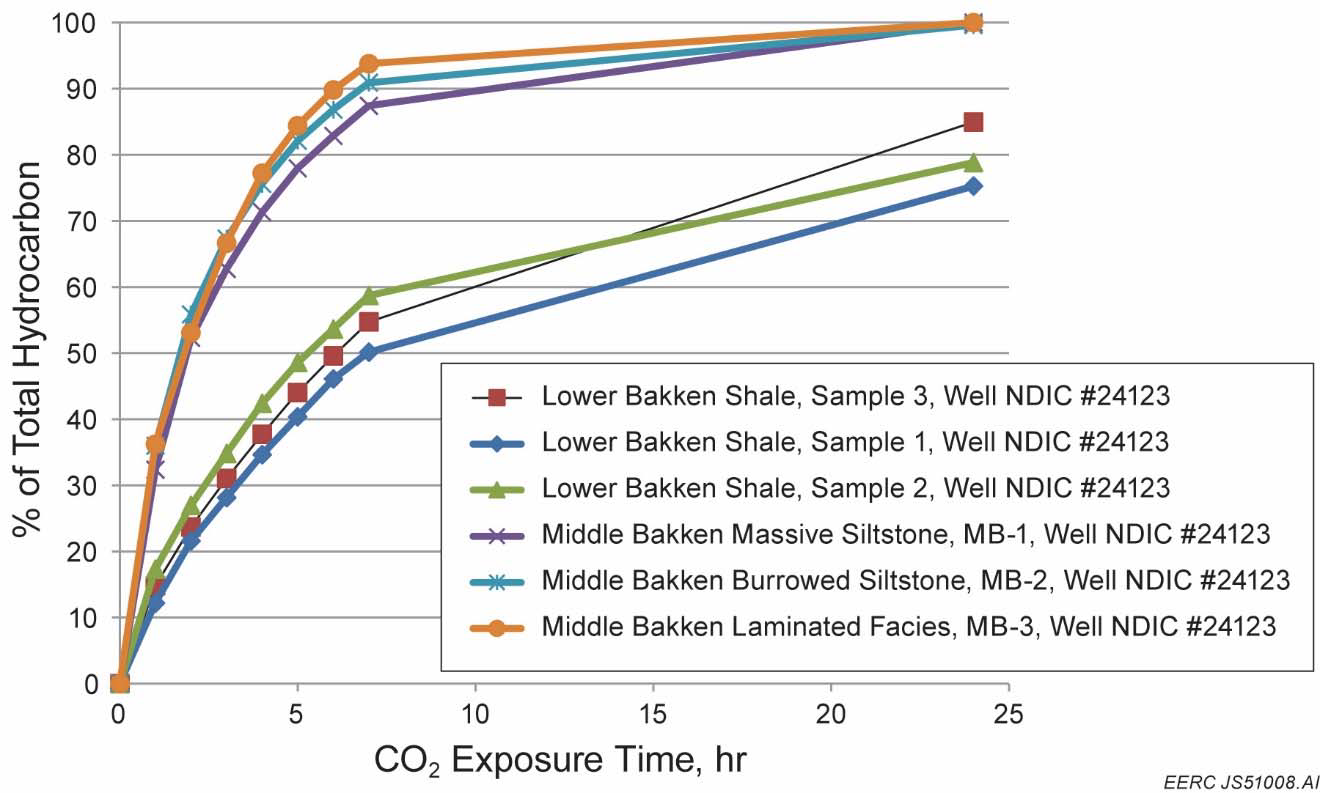 100
90
80
70
60
50
40
30
20
10
0
% of Total Hydrocarbon
0 5 10 15 20 25
CO₂ Exposure Time, hr
Lower Bakken Shale, Sample 3, Well NDIC #24123
Lower Bakken Shale, Sample 1, Well NDIC #24123
Lower Bakken Shale, Sample 2, Well NDIC #24123
Middle Bakken Massive Siltstone, MB-1, Well NDIC #24123
Middle Bakken Burrowed Siltstone, MB-2, Well NDIC #24123
Middle Bakken Laminated Facies, MB-3, Well NDIC #24123
EERC JS51008.AI